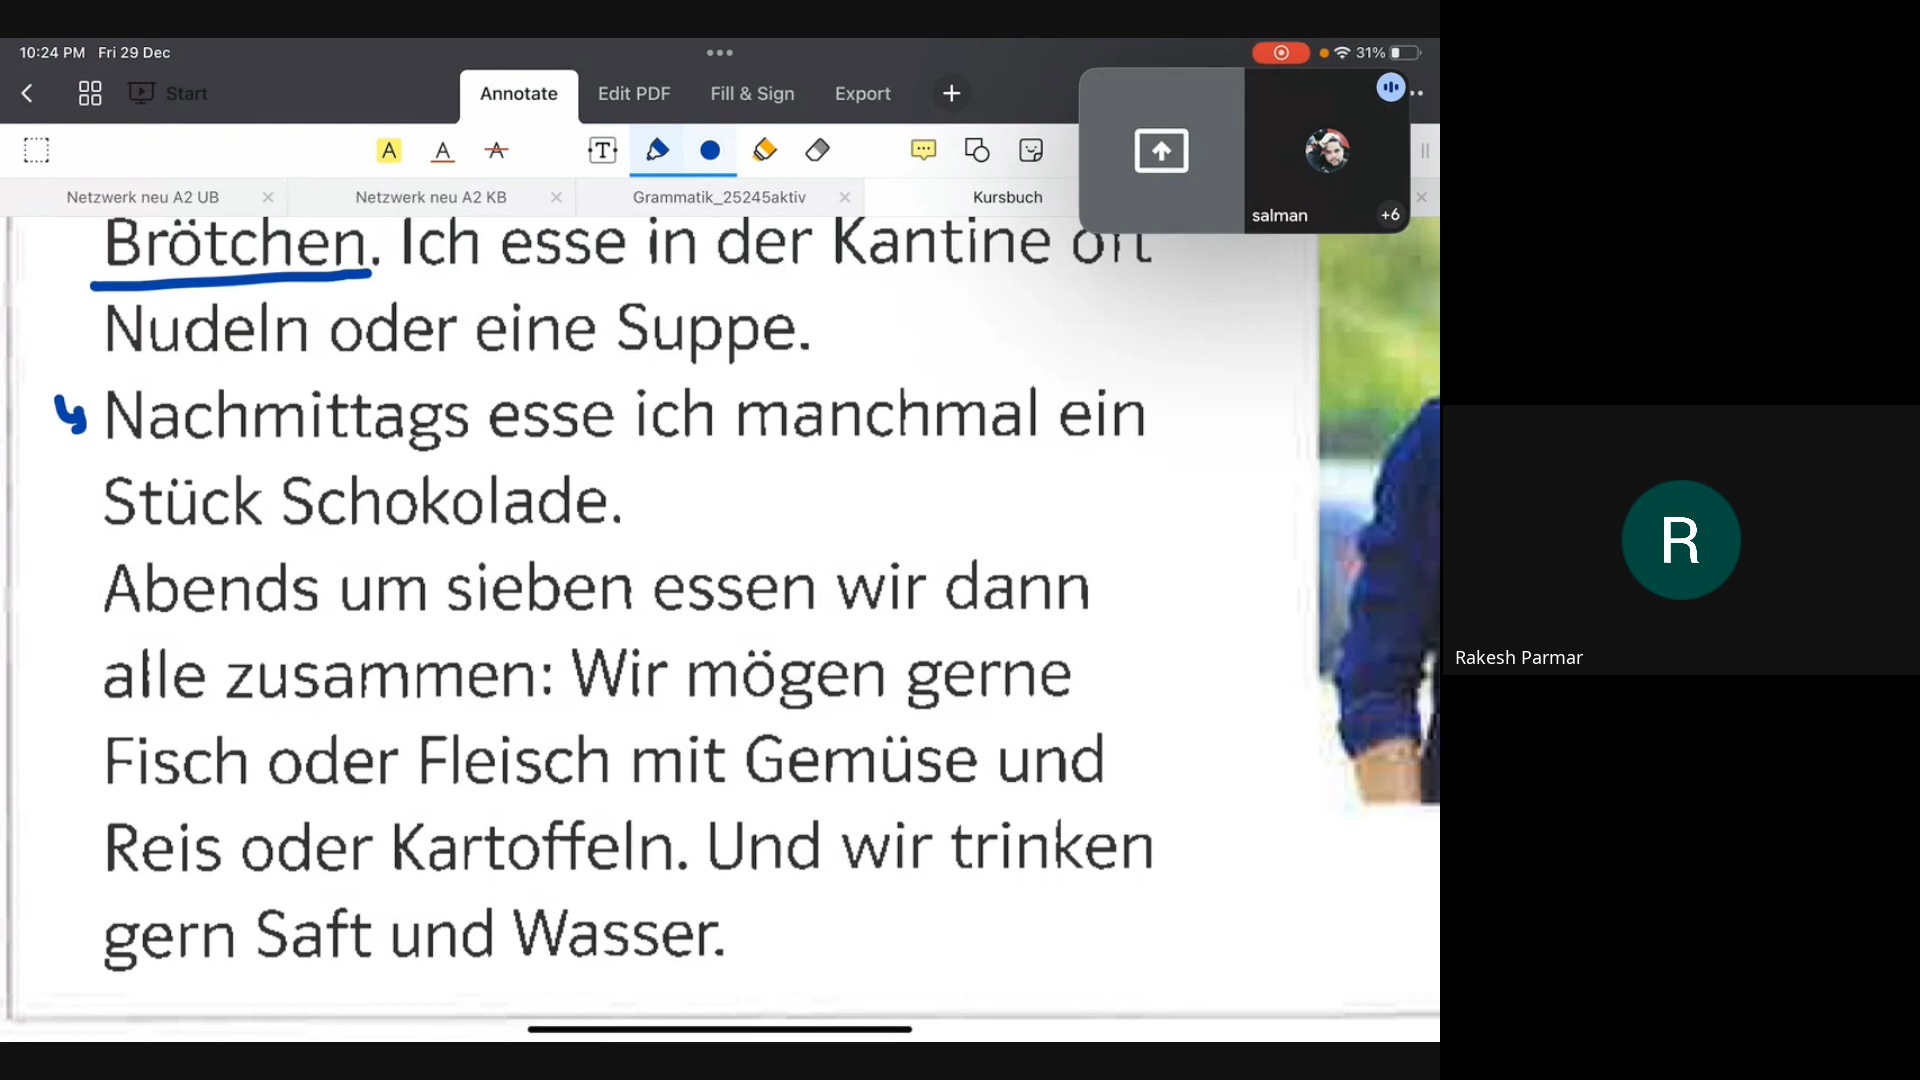 10:24 PM Fri 29 Dec
31%
Start
Annotate
Edit PDF
Fill & Sign
Export
A A A T
Netzwerk neu A2 UB
Netzwerk neu A2 KB
Grammatik_25245aktiv
Kursbuch
salman
+6
Brötchen. Ich esse in der Kantine oft
Nudeln oder eine Suppe.
Nachmittags esse ich manchmal ein
Stück Schokolade.
Abends um sieben essen wir dann
alle zusammen: Wir mögen gerne
Fisch oder Fleisch mit Gemüse und
Reis oder Kartoffeln. Und wir trinken
gern Saft und Wasser.
R
Rakesh Parmar